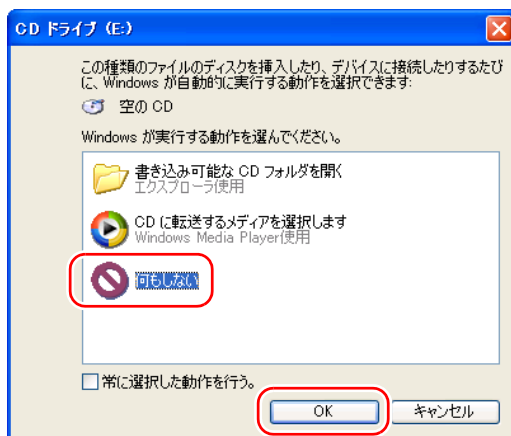 CD ドライブ (E:)
この種類のファイルのディスクを挿入したり、デバイスに接続したりするたび
に、Windows が自動的に実行する動作を選択できます:
空の CD
Windows が実行する動作を選んでください。
書き込み可能な CD フォルダを開く
エクスプローラ使用
CD に転送するメディアを選択します
Windows Media Player使用
何もしない
常に選択した動作を行う。
OK
キャンセル